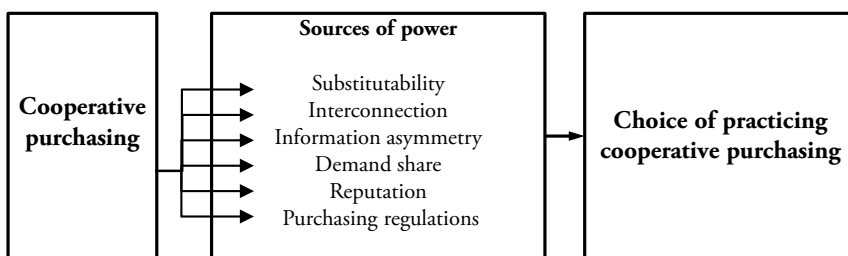 Cooperative
purchasing
Sources of power
Substitutability
Interconnection
Information asymmetry
Demand share
Reputation
Purchasing regulations
Choice of practicing
cooperative purchasing